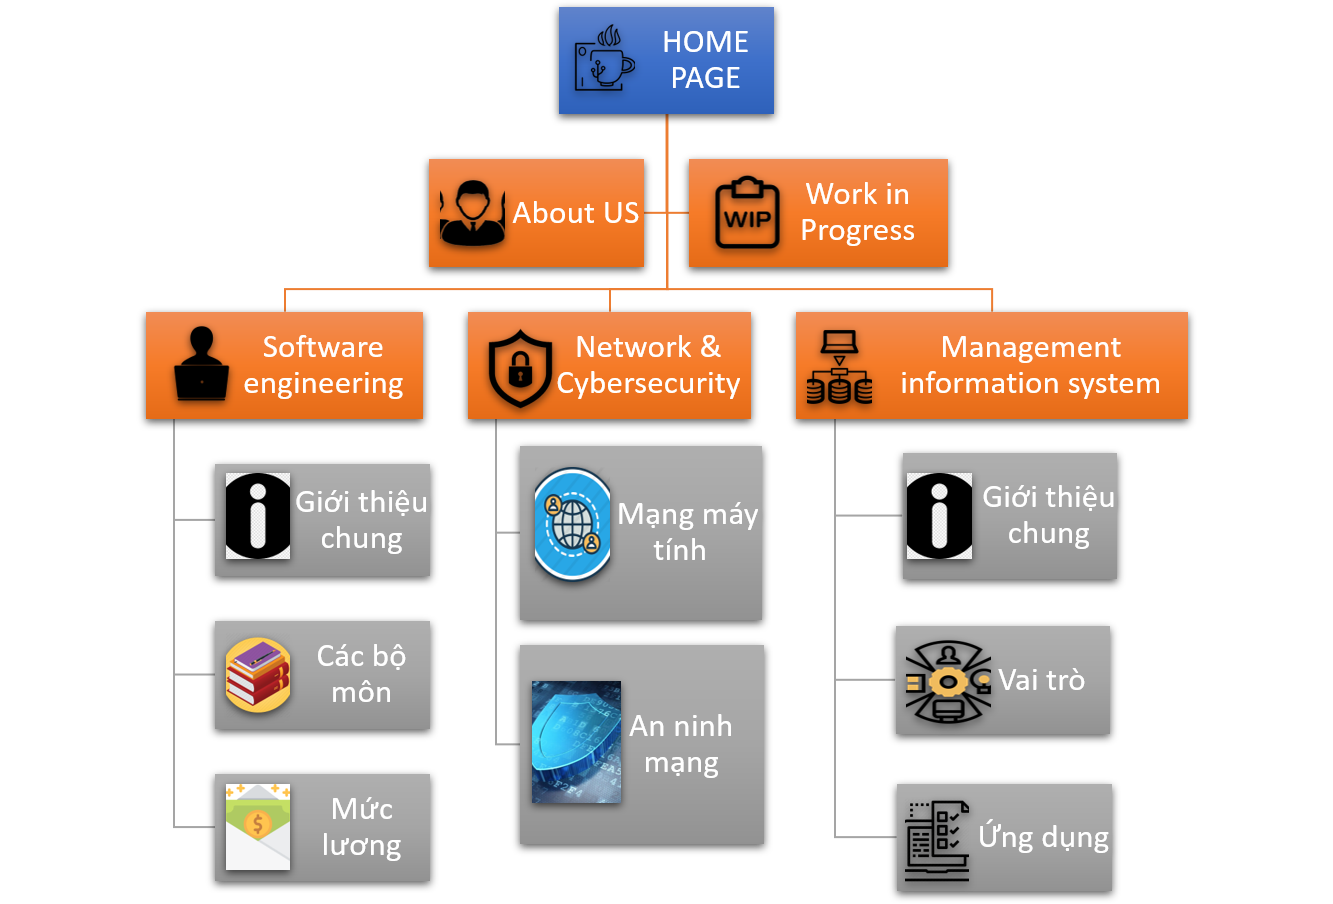 HOME
PAGE
About US
WIP
Work in
Progress
Software
engineering
Network &
Cybersecurity
Management
information system
Giới thiệu
chung
Mạng máy
tính
Giới thiệu
chung
Các bộ
môn
An ninh
mạng
Vai trò
Mức
lương
Ứng dụng